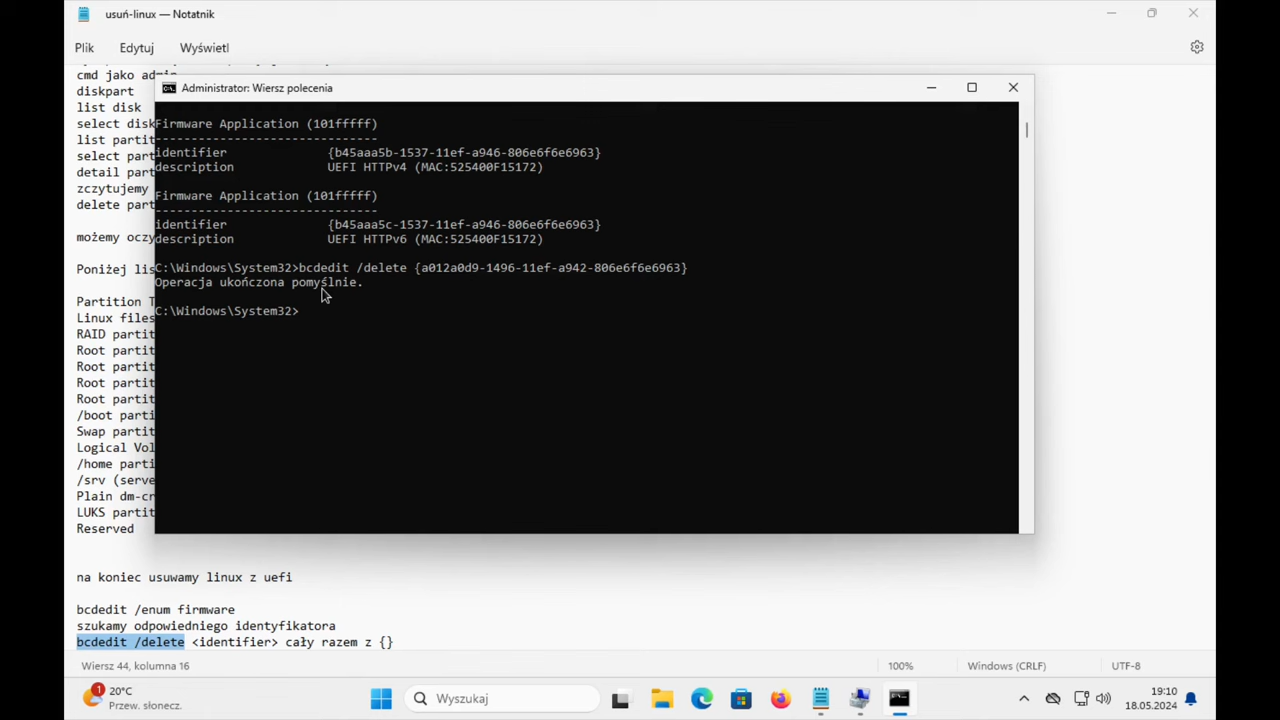 usuń-linux — Notatnik
Plik Edytuj Wyświetl
cmd jako admin
diskpart
list disk
select disk
list partit
select part
detail part
zczytujemy
delete part
możemy oczy
Poniżej lis
Partition T
Linux files
RAID partit
Root partit
Root partit
Root partit
Root partit
/boot parti
Swap partit
Logical Vol
/home parti
/srv (serve
Plain dm-cr
LUKS partit
Reserved
Administrator: Wiersz polecenia
Firmware Application (101fffff)
-------------------------------
identifier {b45aaa5b-1537-11ef-a946-806e6f6e6963}
description UEFI HTTPv4 (MAC:525400F15172)
Firmware Application (101fffff)
-------------------------------
identifier {b45aaa5c-1537-11ef-a946-806e6f6e6963}
description UEFI HTTPv6 (MAC:525400F15172)
C:\Windows\System32>bcdedit /delete {a012a0d9-1496-11ef-a942-806e6f6e6963}
Operacja ukończona pomyślnie.
C:\Windows\System32>
na koniec usuwamy linux z uefi
bcdedit /enum firmware
szukamy odpowiedniego identyfikatora
bcdedit /delete <identifier> cały razem z {}
Wiersz 44, kolumna 16 100% Windows (CRLF) UTF-8
1 20°C
Przew. słonecz.
Wyszukaj
19:10
18.05.2024